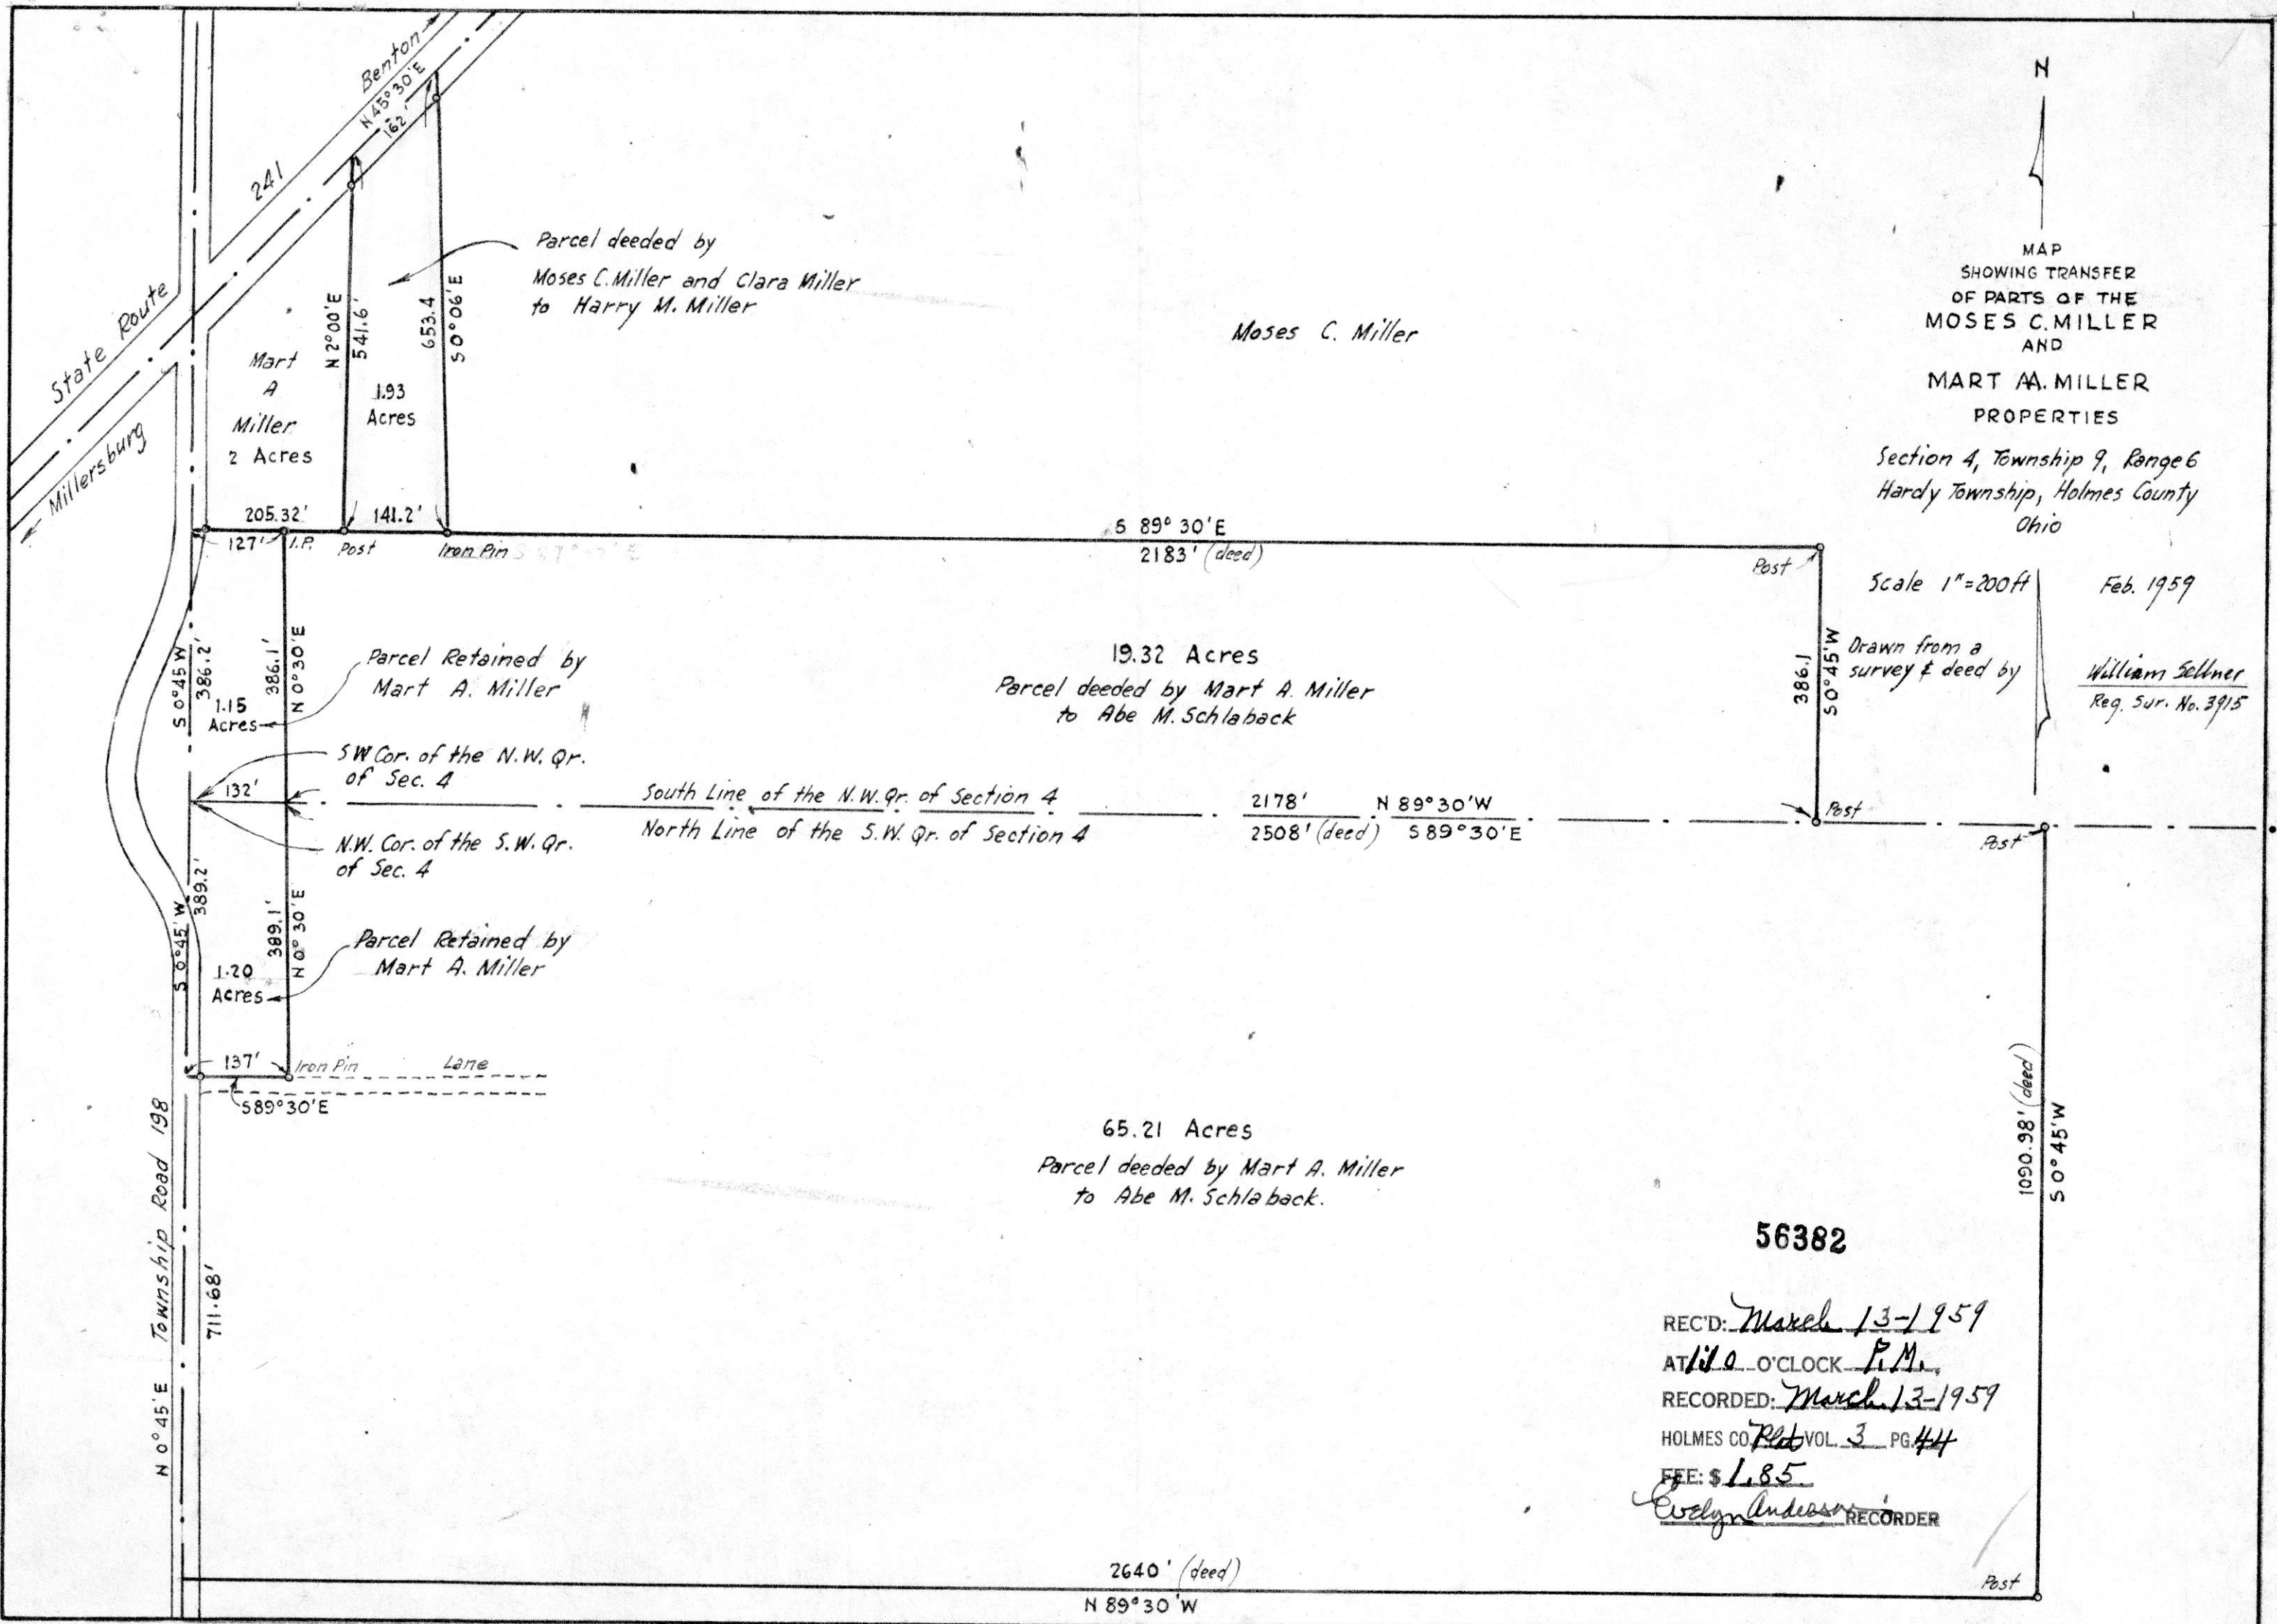 Benton
N 45° 30' E
162'
241
State Route
Millersburg
Parcel deeded by
Moses C. Miller and Clara Miller
to Harry M. Miller
N 2° 00' E
541.6'
653.4
S 0° 06' E
Mart
A
Miller
2 Acres
1.93
Acres
Moses C. Miller
N
MAP
SHOWING TRANSFER
OF PARTS OF THE
MOSES C. MILLER
AND
MART AA. MILLER
PROPERTIES
Section 4, Township 9, Range 6
Hardy Township, Holmes County
Ohio
Scale 1" = 200 ft
Feb. 1959
Drawn from a
survey & deed by
William Sellner
Reg. Sur. No. 3915
205.32'
141.2'
127'
I.P.
Post
Iron Pin
S 89° 30' E
2183' (deed)
Post
S 0° 45' W
386.2'
386.1'
N 0° 30' E
1.15
Acres
Parcel Retained by
Mart A. Miller
19.32 Acres
Parcel deeded by Mart A. Miller
to Abe M. Schlaback
386.1
S 0° 45' W
SW Cor. of the N.W. Qr.
of Sec. 4
132'
South Line of the N.W. Qr. of Section 4
2178' N 89° 30' W
Post
North Line of the S.W. Qr. of Section 4
2508' (deed) S 89° 30' E
Post
N.W. Cor. of the S.W. Qr.
of Sec. 4
389.2'
S 0° 45' W
389.1'
N 0° 30' E
Parcel Retained by
Mart A. Miller
1.20
Acres
137'
Iron Pin
Lane
S 89° 30' E
65.21 Acres
Parcel deeded by Mart A. Miller
to Abe M. Schlaback.
1090.98' (deed)
S 0° 45' W
Township Road 198
N 0° 45' E
711.68'
56382
REC'D: March 13-1959
AT 1:10 O'CLOCK P.M.
RECORDED: March 13-1959
HOLMES CO. Plat VOL. 3 PG. 44
FEE: $ 1.85
Evelyn Anderson RECORDER
2640' (deed)
N 89° 30' W
Post